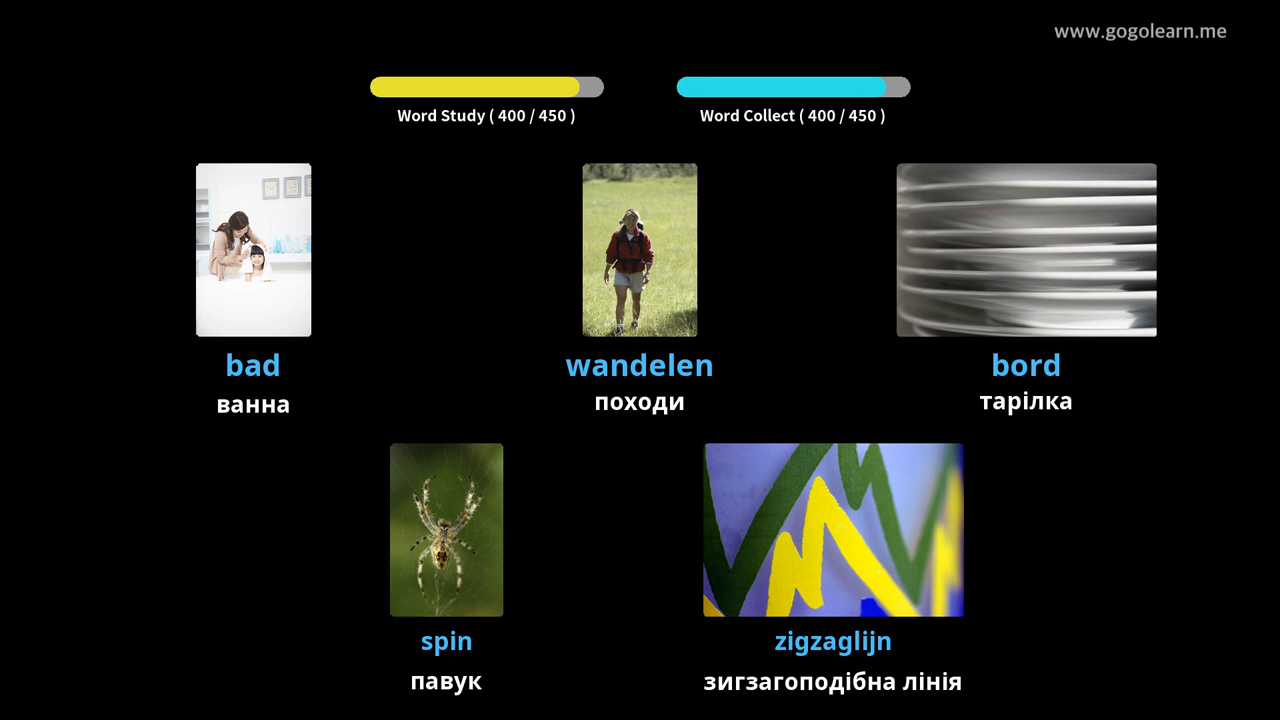 www.gogolearn.me
Word Study ( 400 / 450 )
Word Collect ( 400 / 450 )
bad
ванна
wandelen
походи
bord
тарілка
spin
павук
zigzaglijn
зигзагоподібна лінія